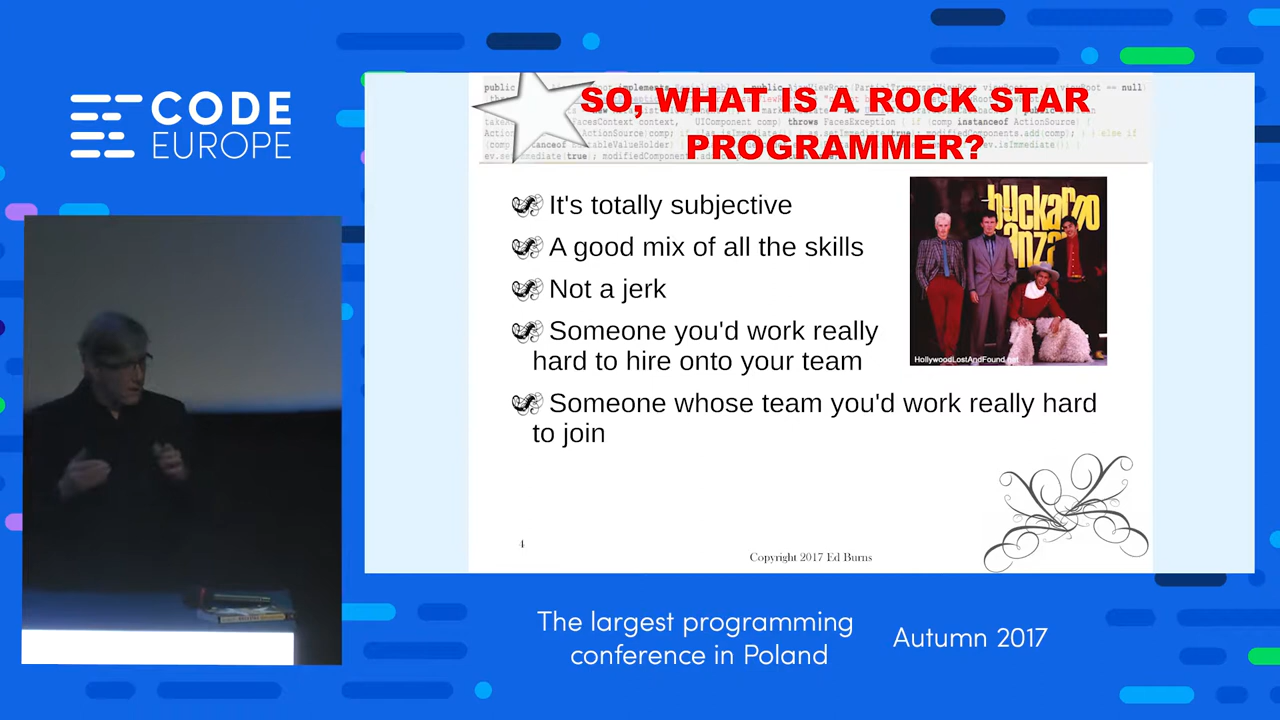 CODE
EUROPE
SO, WHAT IS A ROCK STAR
PROGRAMMER?
It's totally subjective
A good mix of all the skills
Not a jerk
Someone you'd work really
hard to hire onto your team
Someone whose team you'd work really hard
to join
buckaroo
banzai
HollywoodLostAndFound.net
4
Copyright 2017 Ed Burns
The largest programming
conference in Poland
Autumn 2017